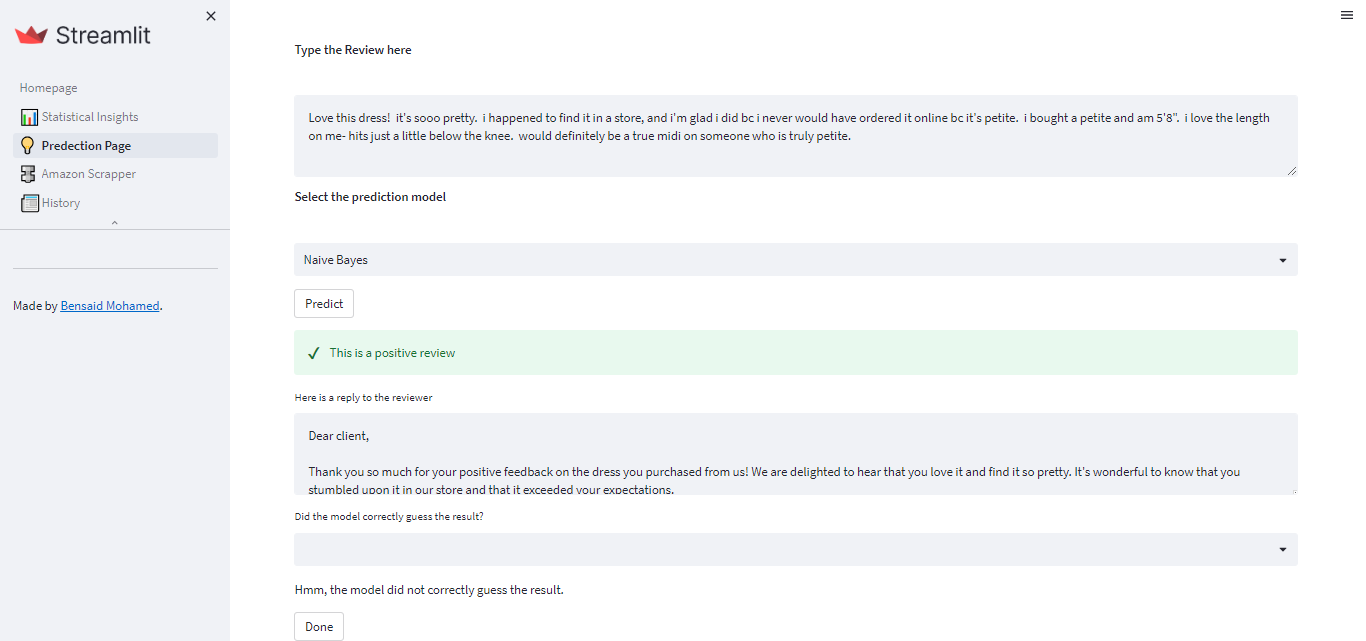 Streamlit
Homepage
Statistical Insights
Predection Page
Amazon Scrapper
History
Made by Bensaid Mohamed.
Type the Review here
Love this dress!  it's sooo pretty.  i happened to find it in a store, and i'm glad i did bc i never would have ordered it online bc it's petite.  i bought a petite and am 5'8".  i love the length
on me- hits just a little below the knee.  would definitely be a true midi on someone who is truly petite.
Select the prediction model
Naive Bayes
Predict
This is a positive review
Here is a reply to the reviewer
Dear client,
Thank you so much for your positive feedback on the dress you purchased from us! We are delighted to hear that you love it and find it so pretty. It's wonderful to know that you
stumbled upon it in our store and that it exceeded your expectations.
Did the model correctly guess the result?
Hmm, the model did not correctly guess the result.
Done